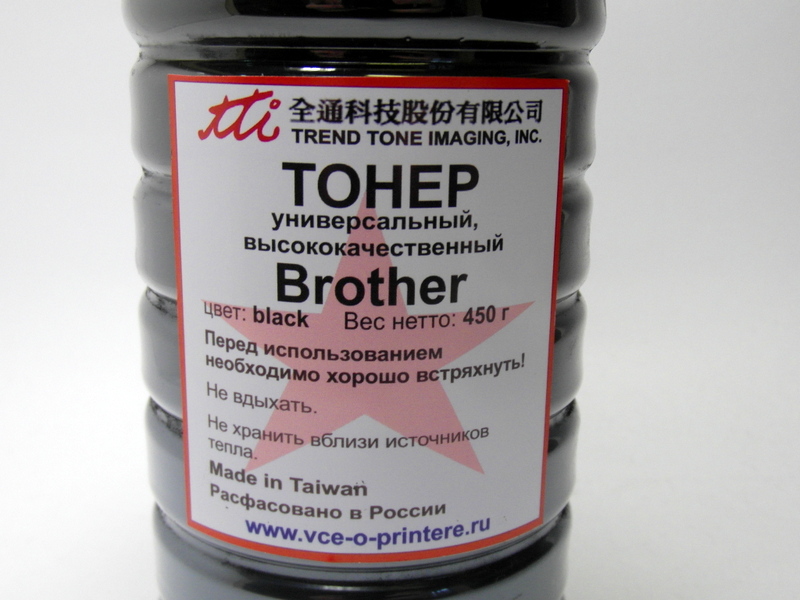 tti 全通科技股份有限公司
TREND TONE IMAGING, INC.
ТОНЕР
универсальный,
высококачественный
Brother
цвет: black Вес нетто: 450 г
Перед использованием
необходимо хорошо встряхнуть!
Не вдыхать.
Не хранить вблизи источников
тепла.
Made in Taiwan
Расфасовано в России
www.vce-o-printere.ru